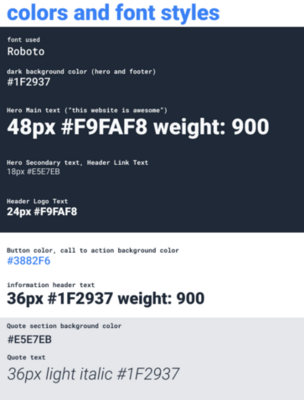 colors and font styles
font used
Roboto
dark background color (hero and footer)
#1F2937
Hero Main text ("this website is awesome")
48px #F9FAF8 weight: 900
Hero Secondary text, Header Link Text
18px #E5E7EB
Header Logo Text
24px #F9FAF8
Button color, call to action background color
#3882F6
information header text
36px #1F2937 weight: 900
Quote section background color
#E5E7EB
Quote text
36px light italic #1F2937